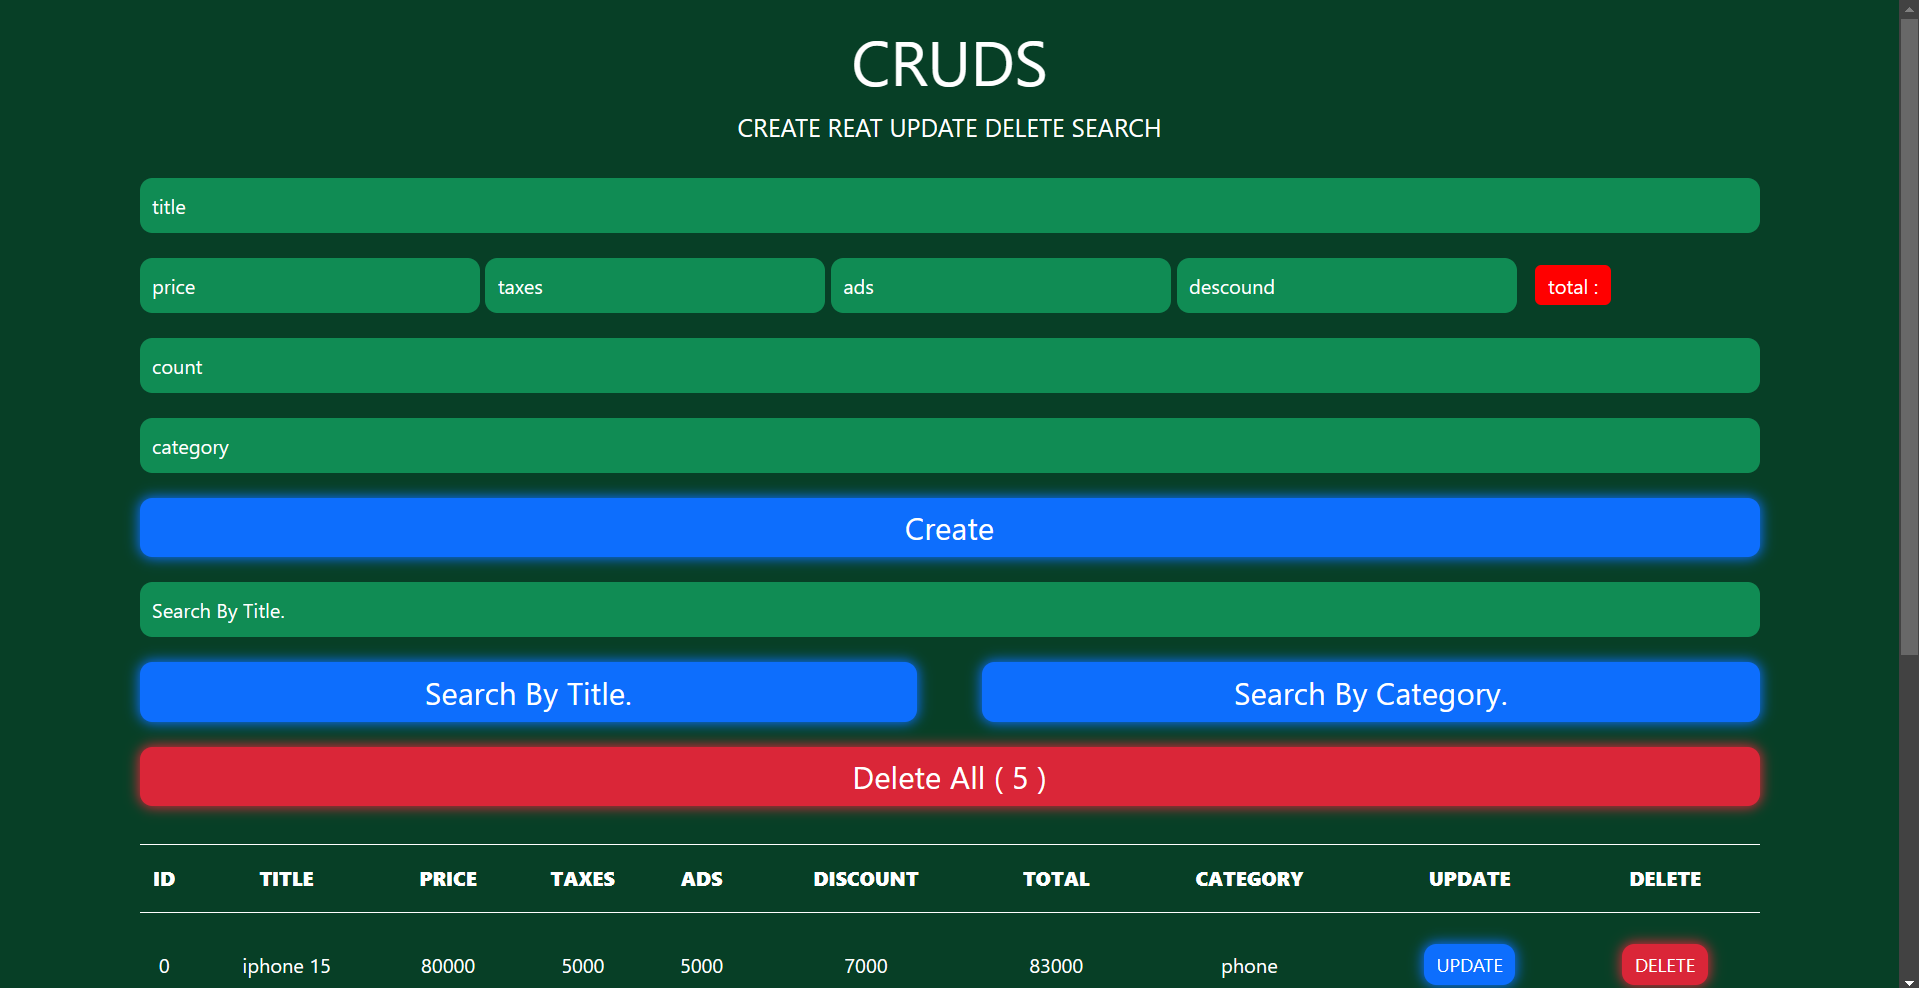 CRUDS
CREATE REAT UPDATE DELETE SEARCH
title
price taxes ads descound total :
count
category
Create
Search By Title.
Search By Title. Search By Category.
Delete All ( 5 )
ID TITLE PRICE TAXES ADS DISCOUNT TOTAL CATEGORY UPDATE DELETE
0 iphone 15 80000 5000 5000 7000 83000 phone UPDATE DELETE